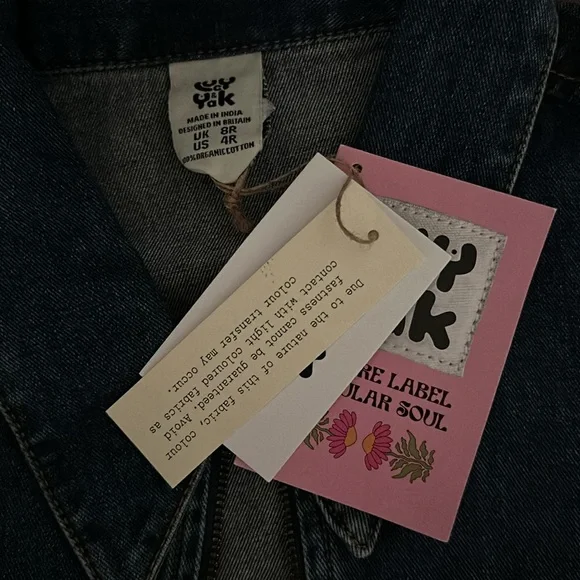 LUCY
&
Yak
MADE IN INDIA
DESIGNED IN BRITAIN
UK 8R
US 4R
100% ORGANIC COTTON
Due to the nature of this fabric, colour
fastness cannot be guaranteed. Avoid
contact with light coloured fabrics as
colour transfer may occur.
LABEL
SOUL